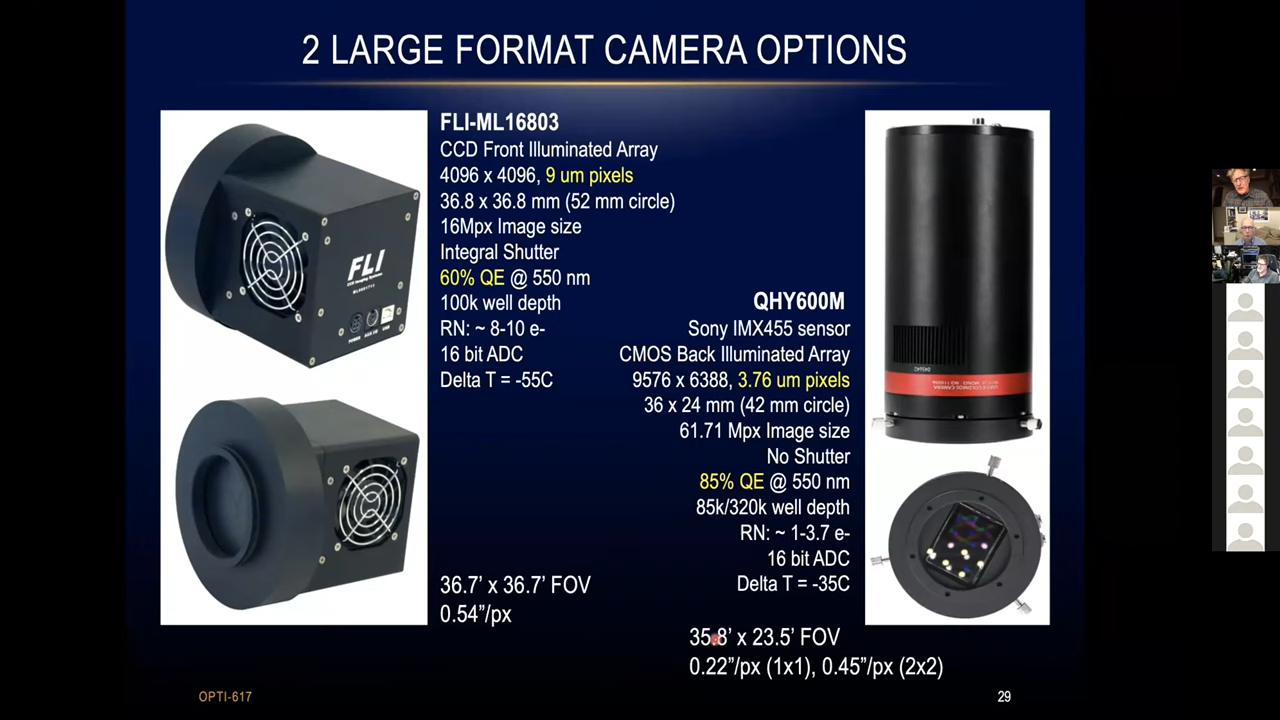 2 LARGE FORMAT CAMERA OPTIONS
FLI-ML16803
CCD Front Illuminated Array
4096 x 4096, 9 um pixels
36.8 x 36.8 mm (52 mm circle)
16Mpx Image size
Integral Shutter
60% QE @ 550 nm
100k well depth
RN: ~ 8-10 e-
16 bit ADC
Delta T = -55C
36.7’ x 36.7’ FOV
0.54”/px
QHY600M
Sony IMX455 sensor
CMOS Back Illuminated Array
9576 x 6388, 3.76 um pixels
36 x 24 mm (42 mm circle)
61.71 Mpx Image size
No Shutter
85% QE @ 550 nm
85k/320k well depth
RN: ~ 1-3.7 e-
16 bit ADC
Delta T = -35C
35.8’ x 23.5’ FOV
0.22”/px (1x1), 0.45”/px (2x2)
FLI
OPTI-617
29